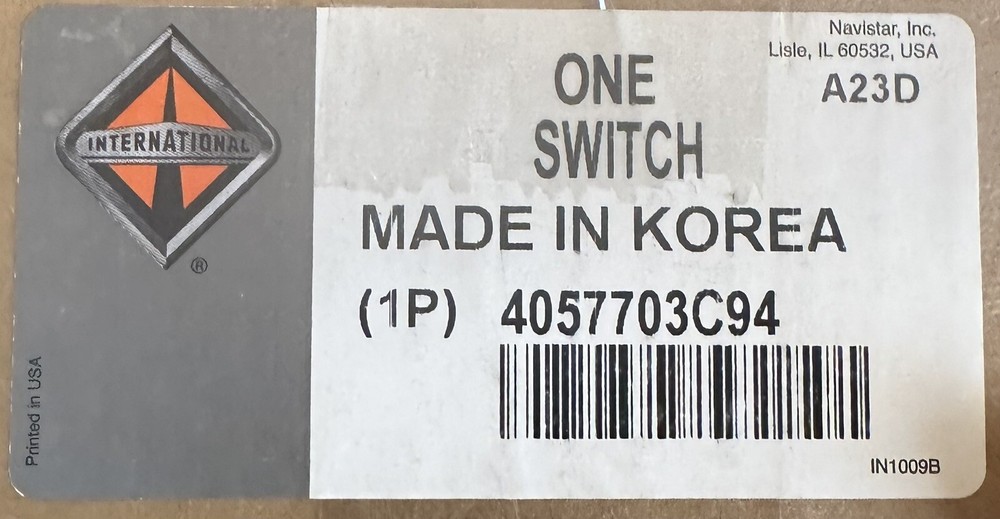 INTERNATIONAL
®
Printed in USA
Navistar, Inc.
Lisle, IL 60532, USA
A23D
ONE
SWITCH
MADE IN KOREA
(1P) 4057703C94
IN1009B